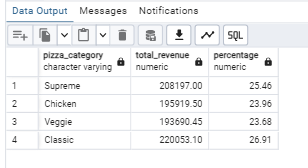 Data Output Messages Notifications
SQL
pizza_category total_revenue percentage
character varying numeric numeric
1 Supreme 208197.00 25.46
2 Chicken 195919.50 23.96
3 Veggie 193690.45 23.68
4 Classic 220053.10 26.91